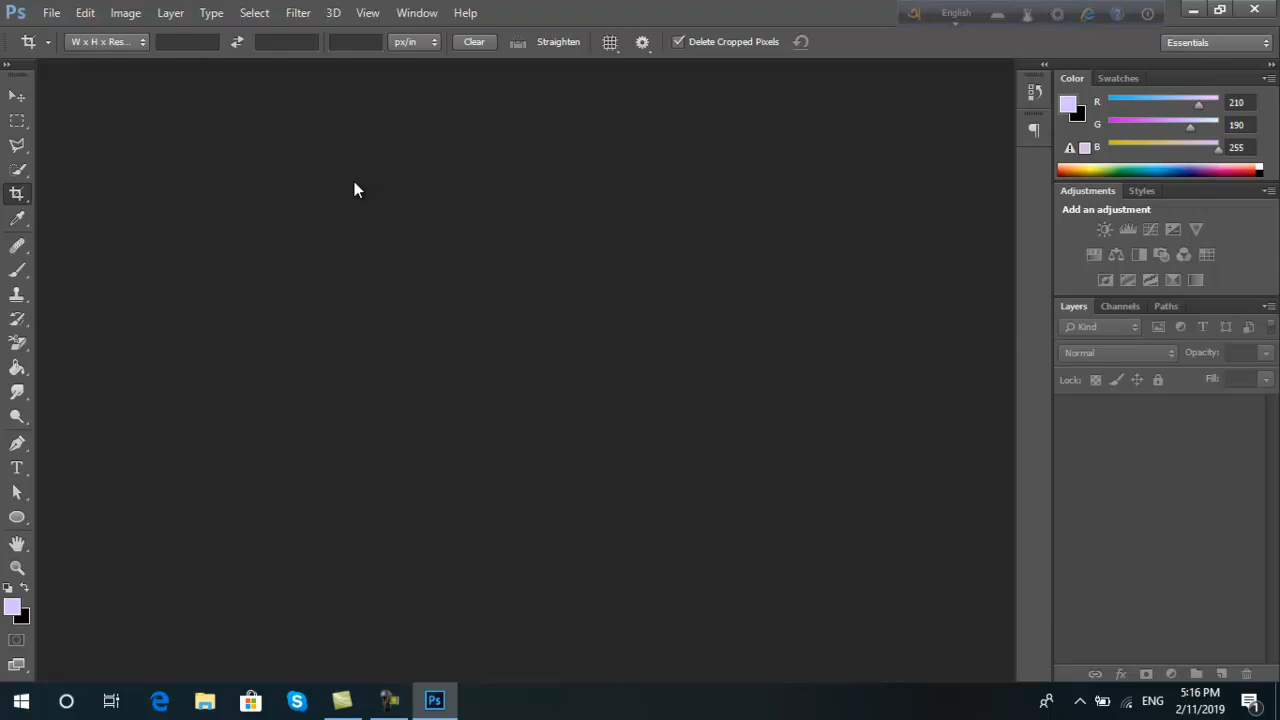 Ps File Edit Image Layer Type Select Filter 3D View Window Help English
W x H x Res... px/in Clear Straighten Delete Cropped Pixels Essentials
Color Swatches
R 210
G 190
B 255
Adjustments Styles
Add an adjustment
Layers Channels Paths
Kind
Normal Opacity:
Lock: Fill:
T
Ps
ENG
5:16 PM
2/11/2019
1